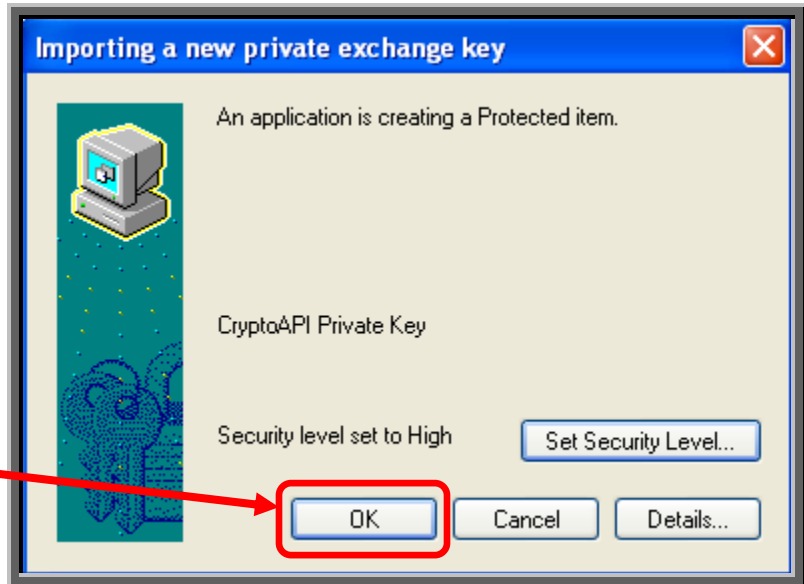 Importing a new private exchange key
An application is creating a Protected item.
CryptoAPI Private Key
Security level set to High
Set Security Level...
OK
Cancel
Details...